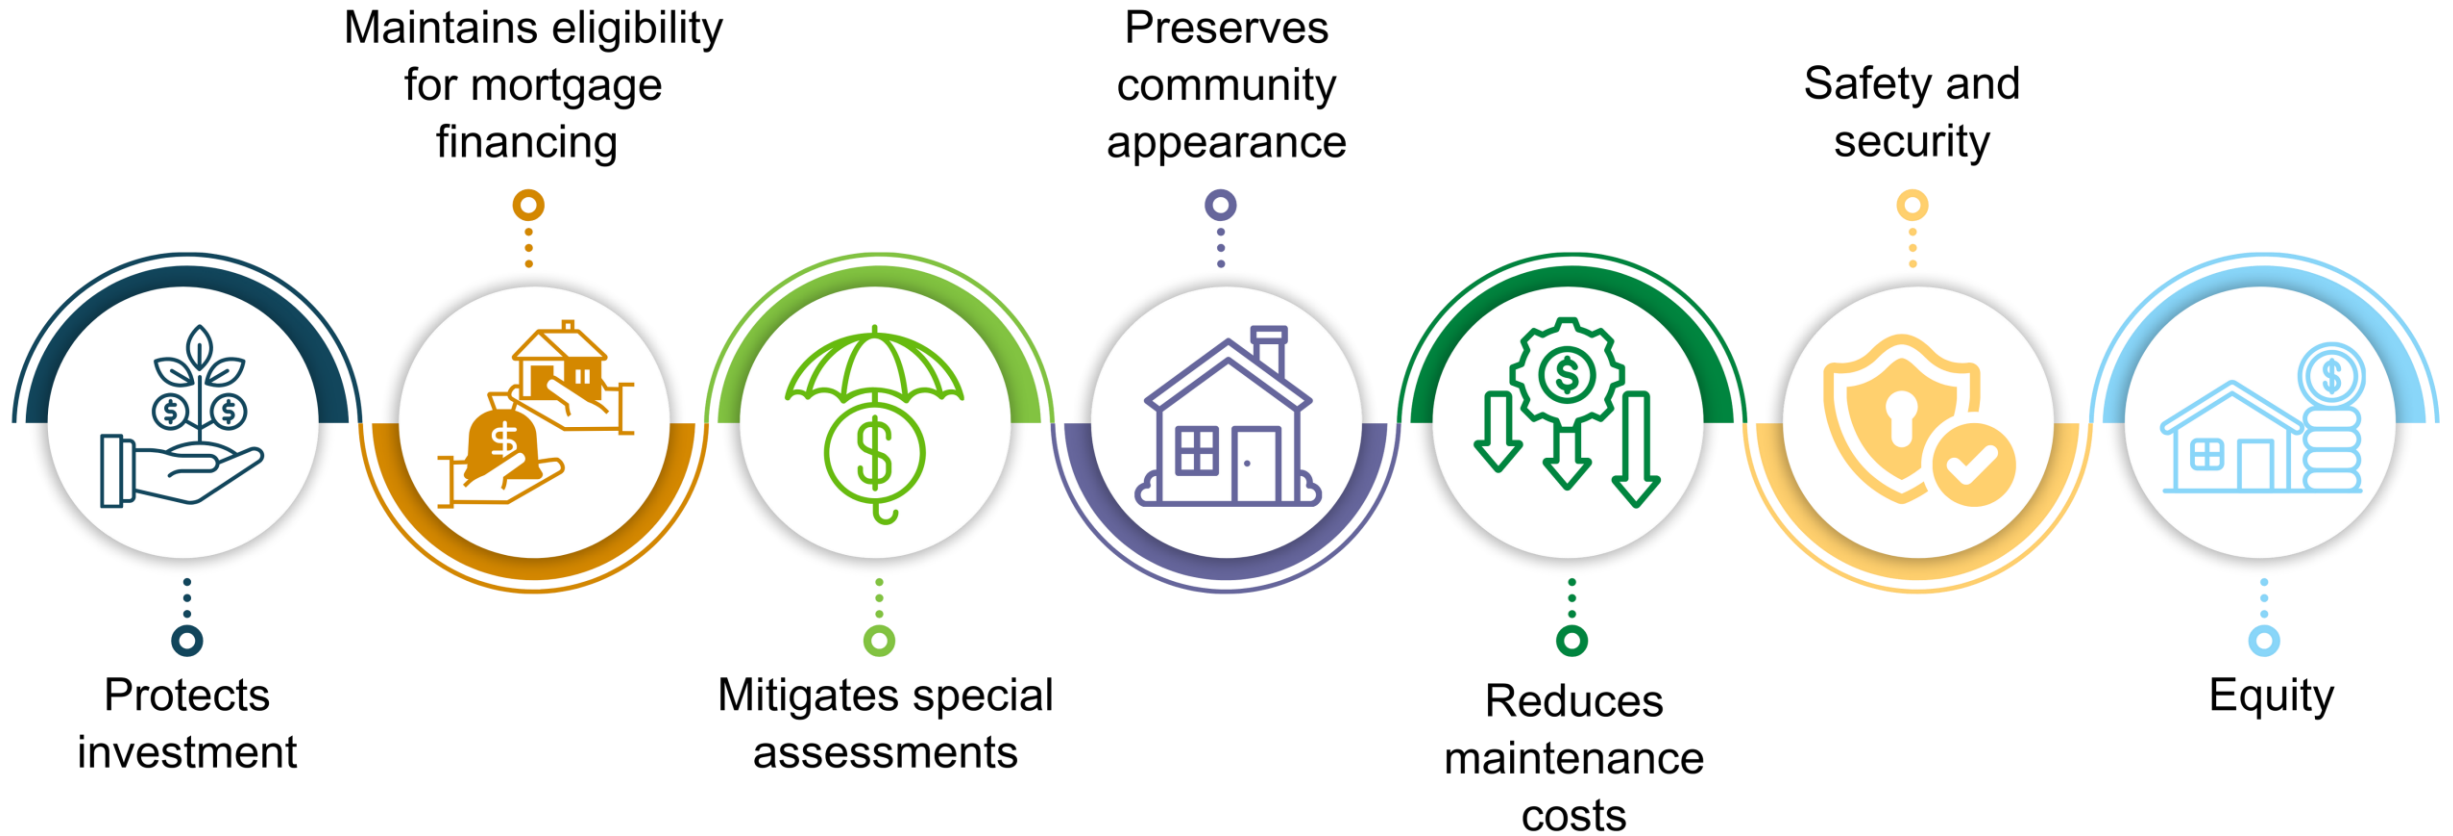 Protects
investment
Maintains eligibility
for mortgage
financing
Mitigates special
assessments
Preserves
community
appearance
Reduces
maintenance
costs
Safety and
security
Equity
$
$
$
$
$
$